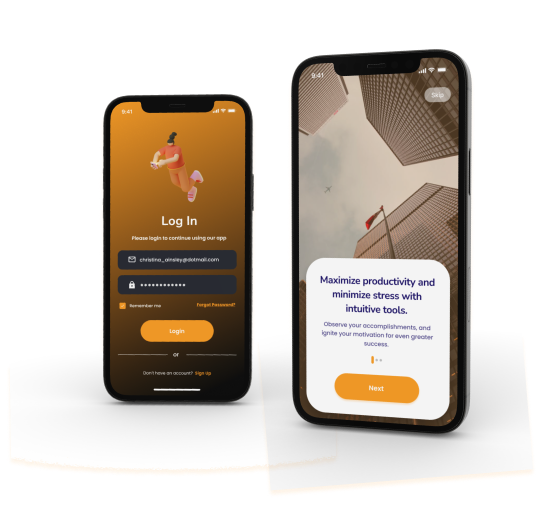 9:41
Log In
Please login to continue using our app
christina_ainsley@dotmail.com
Remember me
Forgot Password?
Login
or
Don't have an account? Sign Up
9:41
Skip
Maximize productivity and
minimize stress with
intuitive tools.
Observe your accomplishments, and
ignite your motivation for even greater
success.
Next